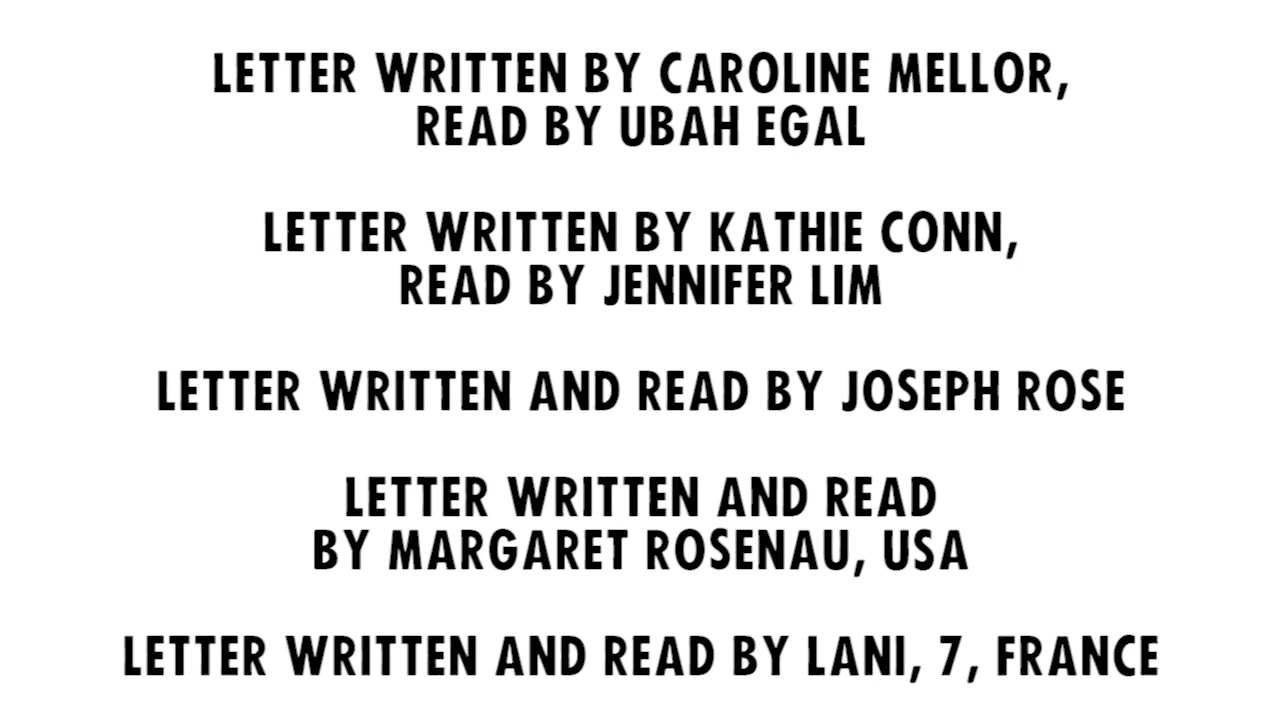 LETTER WRITTEN BY CAROLINE MELLOR,
READ BY UBAH EGAL
LETTER WRITTEN BY KATHIE CONN,
READ BY JENNIFER LIM
LETTER WRITTEN AND READ BY JOSEPH ROSE
LETTER WRITTEN AND READ
BY MARGARET ROSENAU, USA
LETTER WRITTEN AND READ BY LANI, 7, FRANCE